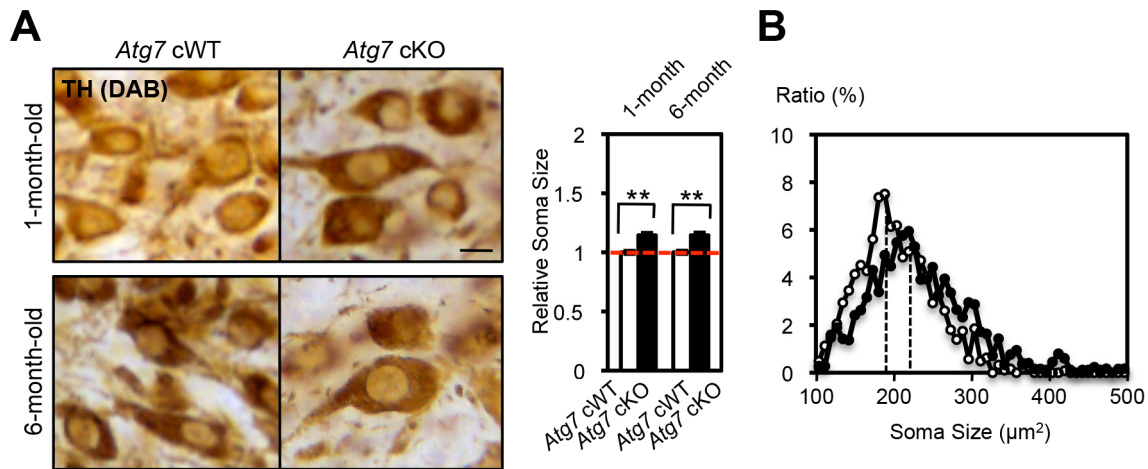 A
Atg7 cWT
Atg7 cKO
TH (DAB)
1-month-old
6-month-old
1-month
6-month
Relative Soma Size
2
1.5
1
0.5
0
**
**
Atg7 cWT
Atg7 cKO
Atg7 cWT
Atg7 cKO
B
Ratio (%)
10
8
6
4
2
0
100
200
300
400
500
Soma Size (µm²)